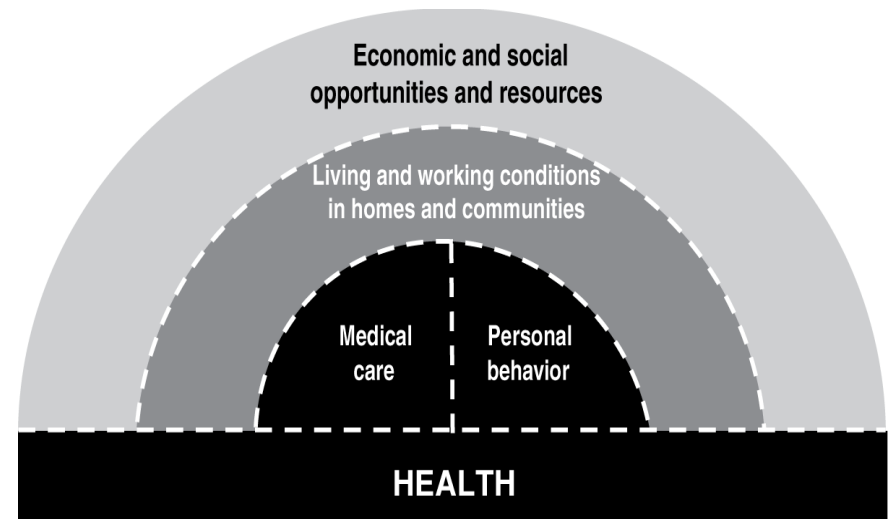 Economic and social
opportunities and resources
Living and working conditions
in homes and communities
Medical
care
Personal
behavior
HEALTH